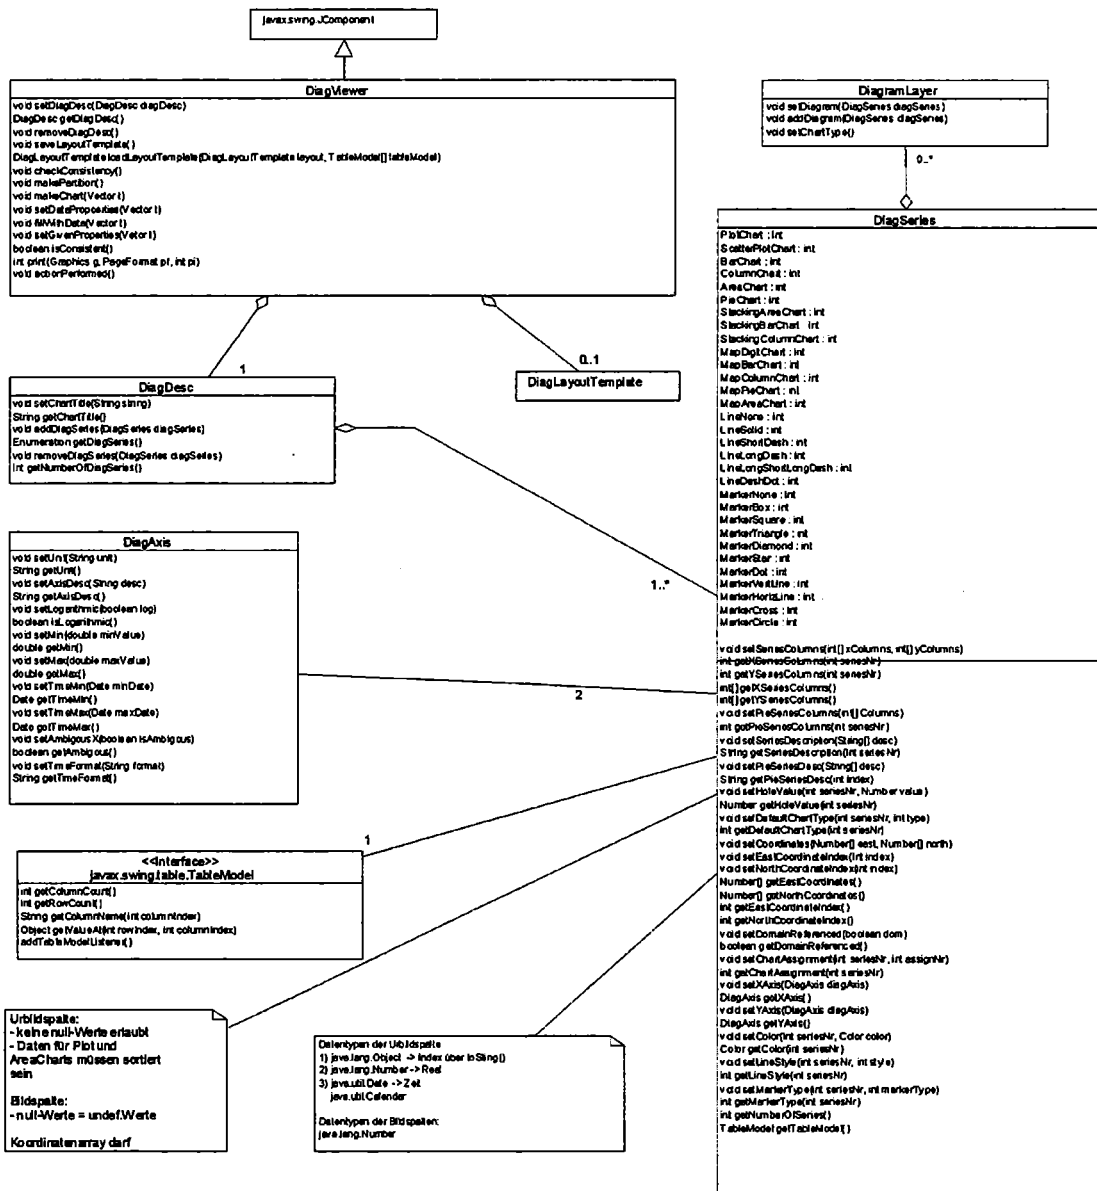 javax.swing.JComponent
DiagViewer
void setDiagDesc(DiagDesc diagDesc)
DiagDesc getDiagDesc()
void removeDiagDesc()
void saveLayoutTemplate()
DiagLayoutTemplate loadLayoutTemplate(DiagLayoutTemplate layout, TableModel[] tableModel)
void checkConsistency()
void makePartition()
void makeChart(Vector t)
void setDataProperties(Vector t)
void fillWithData(Vector t)
void setGivenProperties(Vector t)
boolean isConsistent()
int print(Graphics g, PageFormat pf, int pi)
void actionPerformed()
DiagramLayer
void setDiagram(DiagSeries diagSeries)
void addDiagram(DiagSeries diagSeries)
void setChartType()
0..*
1
0..1
DiagLayoutTemplate
DiagDesc
void setChartTitle(String string)
String getChartTitle()
void addDiagSeries(DiagSeries diagSeries)
Enumeration getDiagSeries()
void removeDiagSeries(DiagSeries diagSeries)
int getNumberOfDiagSeries()
1..*
DiagAxis
void setUnit(String unit)
String getUnit()
void setAxisDesc(String desc)
String getAxisDesc()
void setLogarithmic(boolean log)
boolean isLogarithmic()
void setMin(double minValue)
double getMin()
void setMax(double maxValue)
double getMax()
void setTimeMin(Date minDate)
Date getTimeMin()
void setTimeMax(Date maxDate)
Date getTimeMax()
void setAmbigousX(boolean isAmbigous)
boolean getAmbigous()
void setTimeFormat(String format)
String getTimeFormat()
2
1
<<Interface>>
javax.swing.table.TableModel
int getColumnCount()
int getRowCount()
String getColumnName(int columnIndex)
Object getValueAt(int rowIndex, int columnIndex)
addTableModelListener()
Urbildspalte:
- keine null-Werte erlaubt
- Daten für Plot und
AreaCharts müssen sortiert
sein
Bildspalte:
- null-Werte = undef.Werte
Koordinatenarray darf
Datentypen der Urbildspalte
1) java.lang.Object -> Index über toSting()
2) java.lang.Number -> Reel
3) java.util.Date -> Zeit
java.util.Calender
Datentypen der Bildspalten:
java.lang.Number
DiagSeries
PlotChart : int
ScatterPlotChart : int
BarChart : int
ColumnChart : int
AreaChart : int
PieChart : int
StackingAreaChart : int
StackingBarChart : int
StackingColumnChart : int
MapDigitChart : int
MapBarChart : int
MapColumnChart : int
MapPieChart : int
MapAreaChart : int
LineNone : int
LineSolid : int
LineShortDash : int
LineLongDash : int
LineLongShortLongDash : int
LineDashDot : int
MarkerNone : int
MarkerBox : int
MarkerSquare : int
MarkerTriangle : int
MarkerDiamond : int
MarkerStar : int
MarkerDot : int
MarkerVertLine : int
MarkerHorizLine : int
MarkerCross : int
MarkerCircle : int
void setSeriesColumns(int[] xColumns, int[] yColumns)
int getXSeriesColumns(int seriesNr)
int getYSeriesColumns(int seriesNr)
int[] getXSeriesColumns()
int[] getYSeriesColumns()
void setPieSeriesColumns(int[] Columns)
int getPieSeriesColumns(int seriesNr)
void setSeriesDescription(String[] desc)
String getSeriesDescription(int seriesNr)
void setPieSeriesDesc(String[] desc)
String getPieSeriesDesc(int index)
void setHoleValue(int seriesNr, Number value)
Number getHoleValue(int seriesNr)
void setDefaultChartType(int seriesNr, int type)
int getDefaultChartType(int seriesNr)
void setCoordinates(Number[] east, Number[] north)
void setEastCoordinateIndex(int index)
void setNorthCoordinateIndex(int index)
Number[] getEastCoordinates()
Number[] getNorthCoordinates()
int getEastCoordinateIndex()
int getNorthCoordinateIndex()
void setDomainReferenced(boolean dom)
boolean getDomainReferenced()
void setChartAssignment(int seriesNr, int assignNr)
int getChartAssignment(int seriesNr)
void setXAxis(DiagAxis diagAxis)
DiagAxis getXAxis()
void setYAxis(DiagAxis diagAxis)
DiagAxis getYAxis()
void setColor(int seriesNr, Color color)
Color getColor(int seriesNr)
void setLineStyle(int seriesNr, int style)
int getLineStyle(int seriesNr)
void setMarkerType(int seriesNr, int markerType)
int getMarkerType(int seriesNr)
int getNumberOfSeries()
TableModel getTableModel()